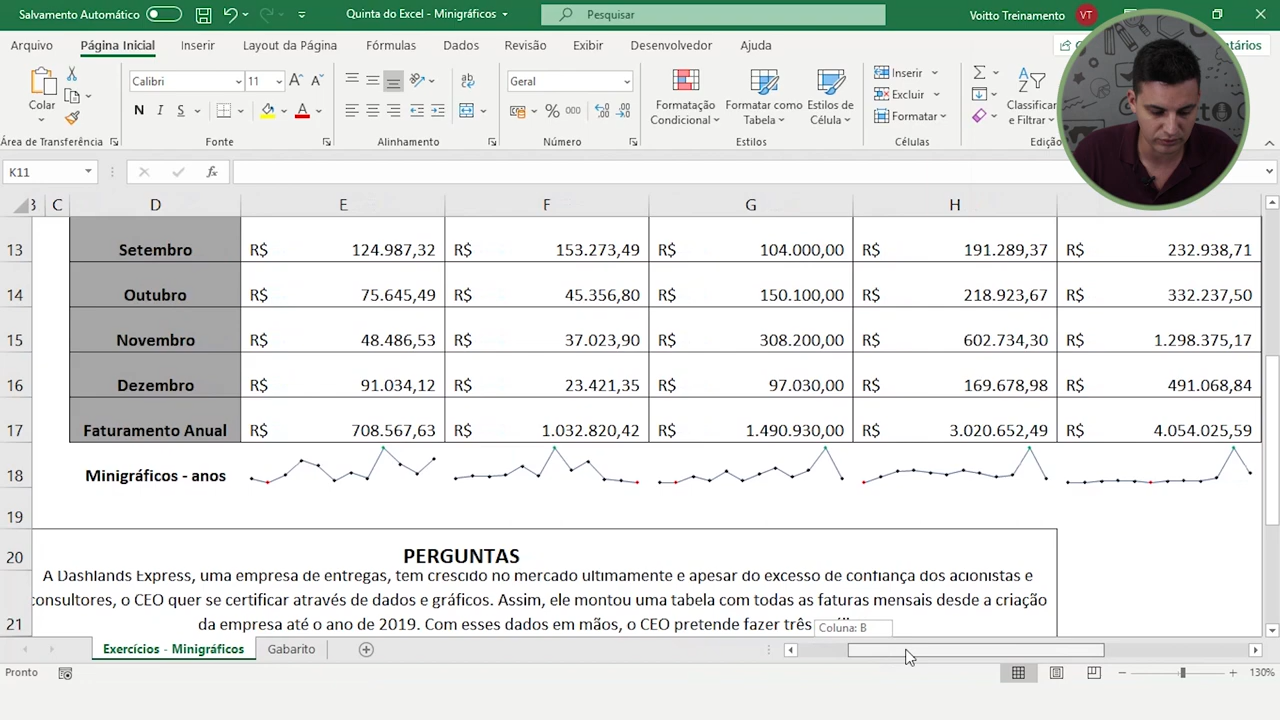 Salvamento Automático
Quinta do Excel - Minigráficos
Pesquisar
Voitto Treinamento
VT
Arquivo
Página Inicial
Inserir
Layout da Página
Fórmulas
Dados
Revisão
Exibir
Desenvolvedor
Ajuda
Colar
Área de Transferência
Calibri
11
N I S
Fonte
Alinhamento
Geral
Número
Formatação Condicional
Formatar como Tabela
Estilos de Célula
Estilos
Inserir
Excluir
Formatar
Células
Classificar e Filtrar
K11
fx
C D E F G H
13 Setembro R$ 124.987,32 R$ 153.273,49 R$ 104.000,00 R$ 191.289,37 R$ 232.938,71
14 Outubro R$ 75.645,49 R$ 45.356,80 R$ 150.100,00 R$ 218.923,67 R$ 332.237,50
15 Novembro R$ 48.486,53 R$ 37.023,90 R$ 308.200,00 R$ 602.734,30 R$ 1.298.375,17
16 Dezembro R$ 91.034,12 R$ 23.421,35 R$ 97.030,00 R$ 169.678,98 R$ 491.068,84
17 Faturamento Anual R$ 708.567,63 R$ 1.032.820,42 R$ 1.490.930,00 R$ 3.020.652,49 R$ 4.054.025,59
18 Minigráficos - anos
19
20 PERGUNTAS
A Dashlands Express, uma empresa de entregas, tem crescido no mercado ultimamente e apesar do excesso de confiança dos acionistas e
consultores, o CEO quer se certificar através de dados e gráficos. Assim, ele montou uma tabela com todas as faturas mensais desde a criação
21 da empresa até o ano de 2019. Com esses dados em mãos, o CEO pretende fazer três
Coluna: B
Exercícios - Minigráficos
Gabarito
Pronto
130%